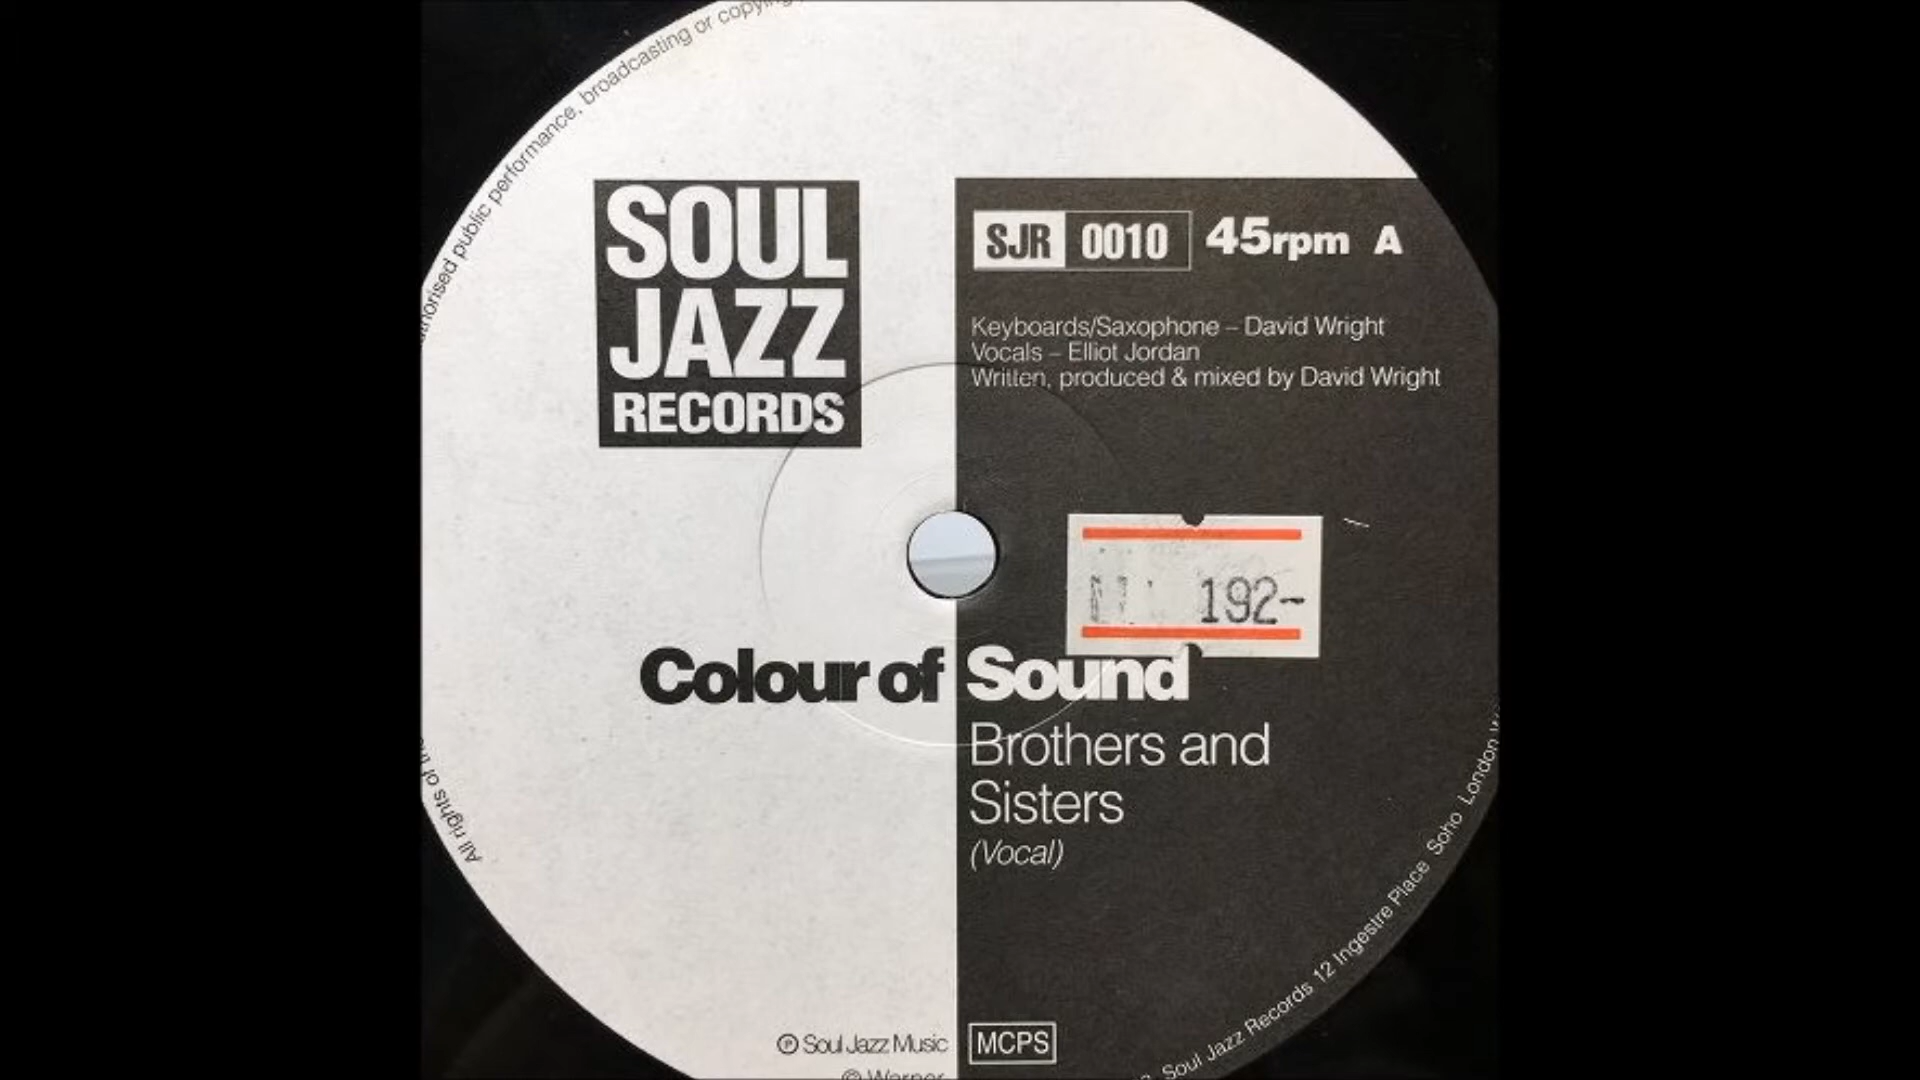 horised public performance, broadcasting or copying
SOUL
JAZZ
RECORDS
SJR 0010 45rpm A
Keyboards/Saxophone – David Wright
Vocals – Elliot Jordan
Written, produced & mixed by David Wright
192-
Colour of Sound
Brothers and
Sisters
(Vocal)
All rights of
Ⓟ Soul Jazz Music
MCPS
© Warner
Soul Jazz Records 12 Ingestre Place Soho London